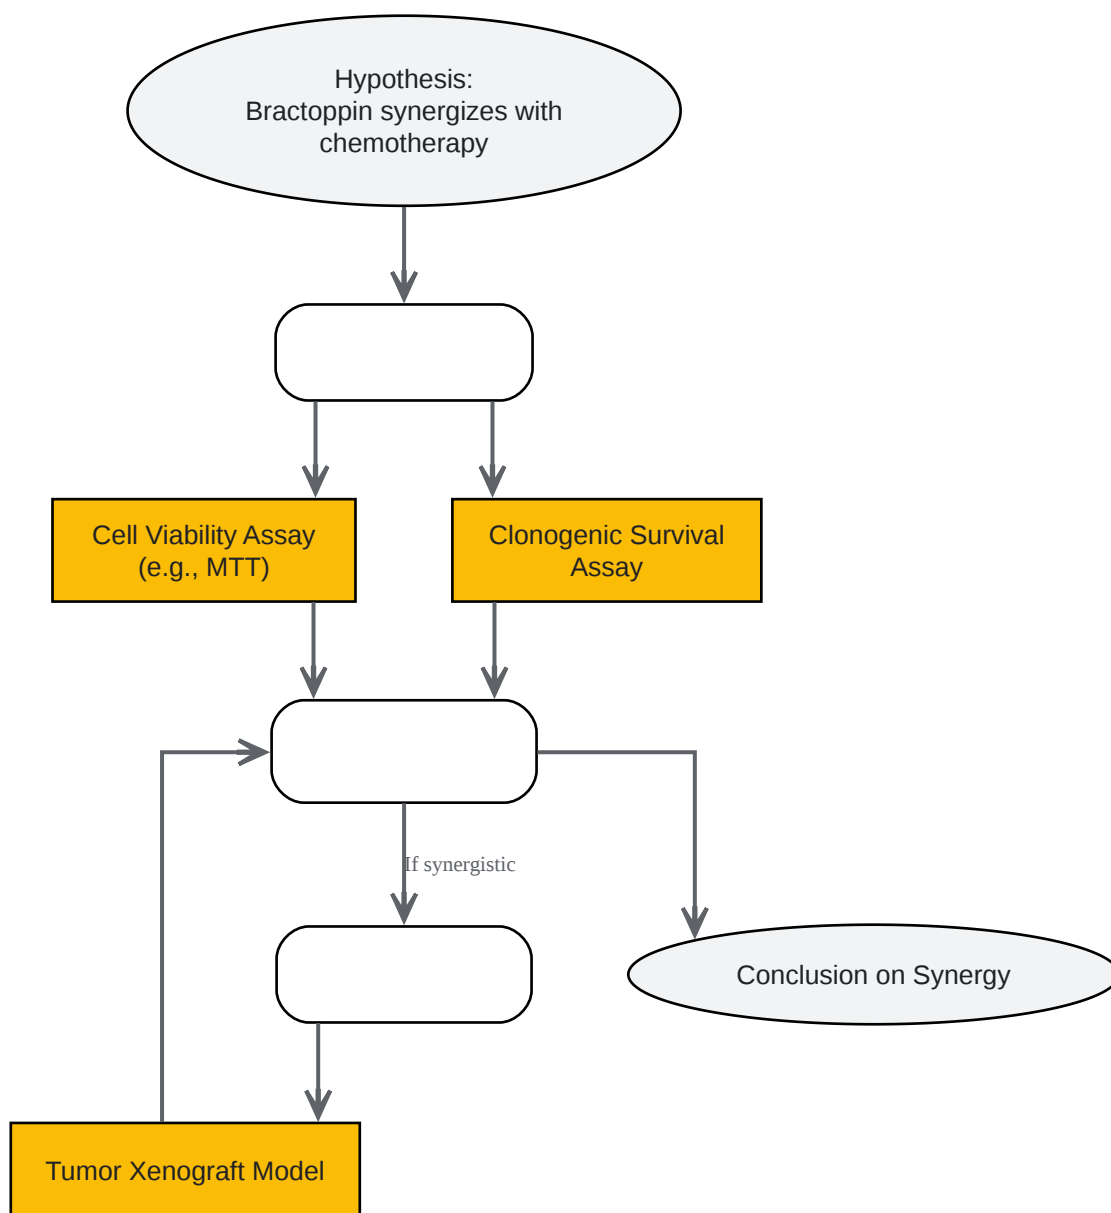 Hypothesis:
Bractoppin synergizes with
chemotherapy
Cell Viability Assay
(e.g., MTT)
Clonogenic Survival
Assay
If synergistic
Conclusion on Synergy
Tumor Xenograft Model